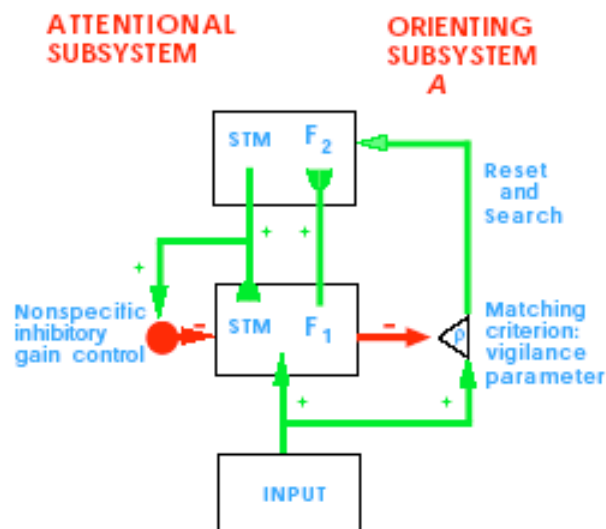 ATTENTIONAL
SUBSYSTEM
ORIENTING
SUBSYSTEM
A
STM F2
Reset
and
Search
+ +
+
Nonspecific
inhibitory
gain control
-
STM F1
-
ρ
Matching
criterion:
vigilance
parameter
+ +
INPUT